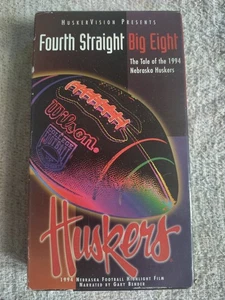 HuskerVision Presents
Fourth Straight Big Eight
The Tale of the 1994
Nebraska Huskers
Wilson
Huskers
1994 Nebraska Football Highlight Film
Narrated by Gary Bender